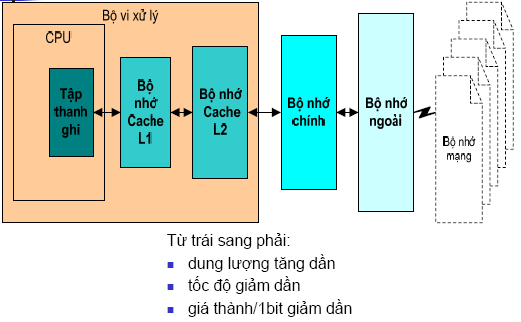 Bộ vi xử lý
CPU
Tập
thanh
ghi
Bộ
nhớ
Cache
L1
Bộ nhớ
Cache
L2
Bộ nhớ
chính
Bộ nhớ
ngoài
Bộ nhớ
mạng
Từ trái sang phải:
dung lượng tăng dần
tốc độ giảm dần
giá thành/1bit giảm dần